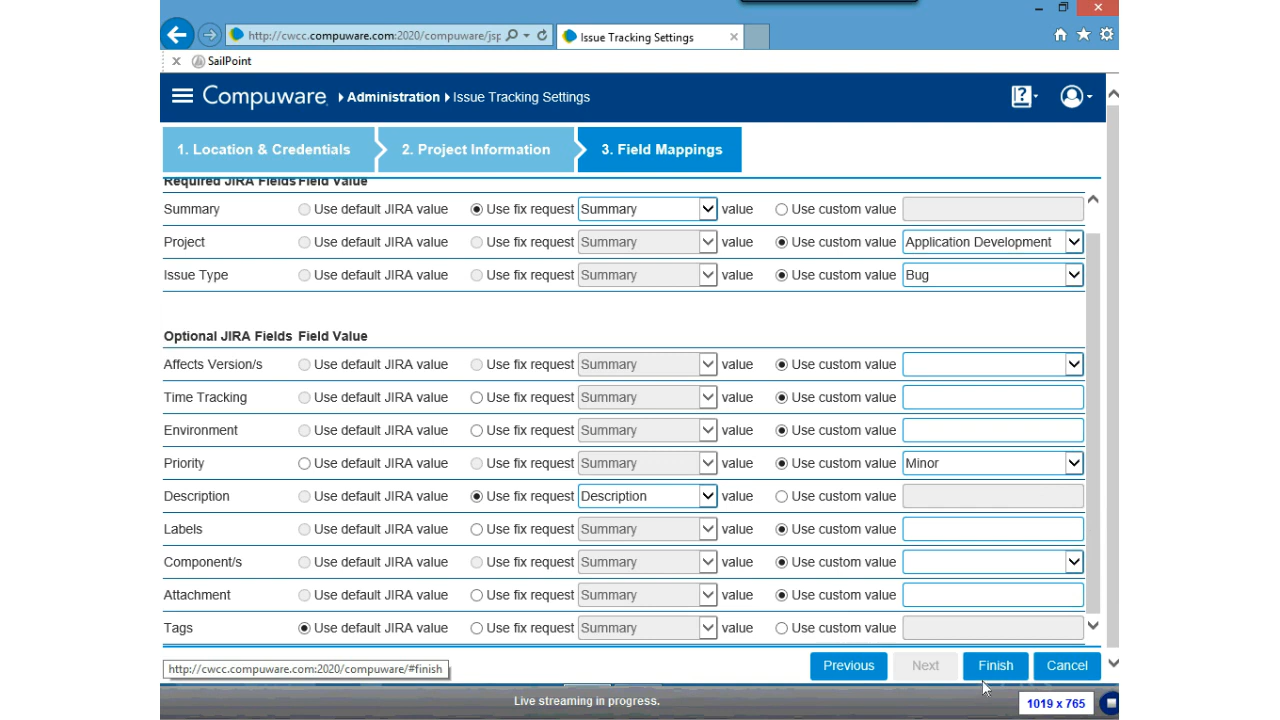 http://cwcc.compuware.com:2020/compuware/jsp
Issue Tracking Settings
SailPoint
Compuware Administration Issue Tracking Settings
1. Location & Credentials 2. Project Information 3. Field Mappings
Required JIRA Fields Field Value
Summary Use default JIRA value Use fix request Summary value Use custom value
Project Use default JIRA value Use fix request Summary value Use custom value Application Development
Issue Type Use default JIRA value Use fix request Summary value Use custom value Bug
Optional JIRA Fields Field Value
Affects Version/s Use default JIRA value Use fix request Summary value Use custom value
Time Tracking Use default JIRA value Use fix request Summary value Use custom value
Environment Use default JIRA value Use fix request Summary value Use custom value
Priority Use default JIRA value Use fix request Summary value Use custom value Minor
Description Use default JIRA value Use fix request Description value Use custom value
Labels Use default JIRA value Use fix request Summary value Use custom value
Component/s Use default JIRA value Use fix request Summary value Use custom value
Attachment Use default JIRA value Use fix request Summary value Use custom value
Tags Use default JIRA value Use fix request Summary value Use custom value
Previous Next Finish Cancel
http://cwcc.compuware.com:2020/compuware/#finish
Live streaming in progress.
1019 x 765